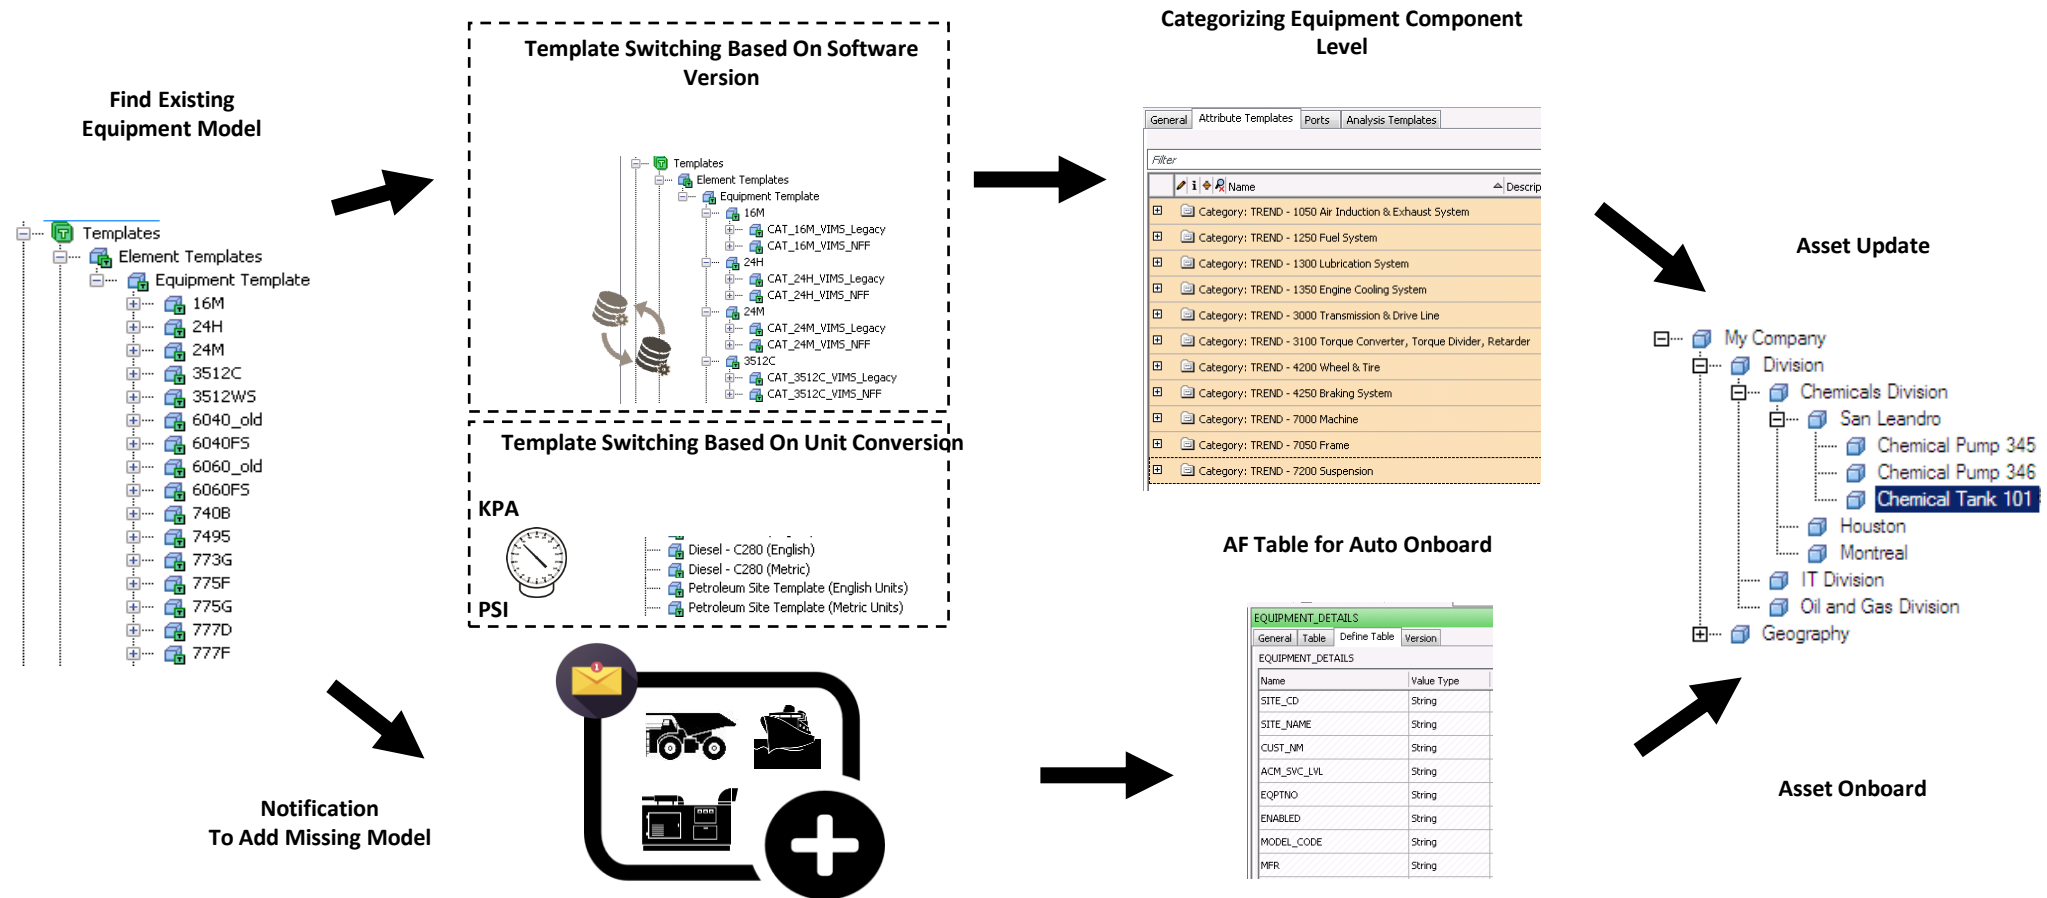 Find Existing
Equipment Model
Templates
Element Templates
Equipment Template
16M
24H
24M
3512C
3512WS
6040_old
6040FS
6060_old
6060FS
740B
7495
773G
775F
775G
777D
777F
Template Switching Based On Software
Version
Templates
Element Templates
Equipment Template
16M
CAT_16M_VIMS_Legacy
CAT_16M_VIMS_NFF
24H
CAT_24H_VIMS_Legacy
CAT_24H_VIMS_NFF
24M
CAT_24M_VIMS_Legacy
CAT_24M_VIMS_NFF
3512C
CAT_3512C_VIMS_Legacy
CAT_3512C_VIMS_NFF
Template Switching Based On Unit Conversion
KPA
PSI
Diesel - C280 (English)
Diesel - C280 (Metric)
Petroleum Site Template (English Units)
Petroleum Site Template (Metric Units)
Notification
To Add Missing Model
1
Categorizing Equipment Component
Level
General Attribute Templates Ports Analysis Templates
Filter
Name Descrip
Category: TREND - 1050 Air Induction & Exhaust System
Category: TREND - 1250 Fuel System
Category: TREND - 1300 Lubrication System
Category: TREND - 1350 Engine Cooling System
Category: TREND - 3000 Transmission & Drive Line
Category: TREND - 3100 Torque Converter, Torque Divider, Retarder
Category: TREND - 4200 Wheel & Tire
Category: TREND - 4250 Braking System
Category: TREND - 7000 Machine
Category: TREND - 7050 Frame
Category: TREND - 7200 Suspension
AF Table for Auto Onboard
EQUIPMENT_DETAILS
General Table Define Table Version
EQUIPMENT_DETAILS
Name Value Type
SITE_CD String
SITE_NAME String
CUST_NM String
ACM_SVC_LVL String
EQPTNO String
ENABLED String
MODEL_CODE String
MFR String
Asset Update
My Company
Division
Chemicals Division
San Leandro
Chemical Pump 345
Chemical Pump 346
Chemical Tank 101
Houston
Montreal
IT Division
Oil and Gas Division
Geography
Asset Onboard